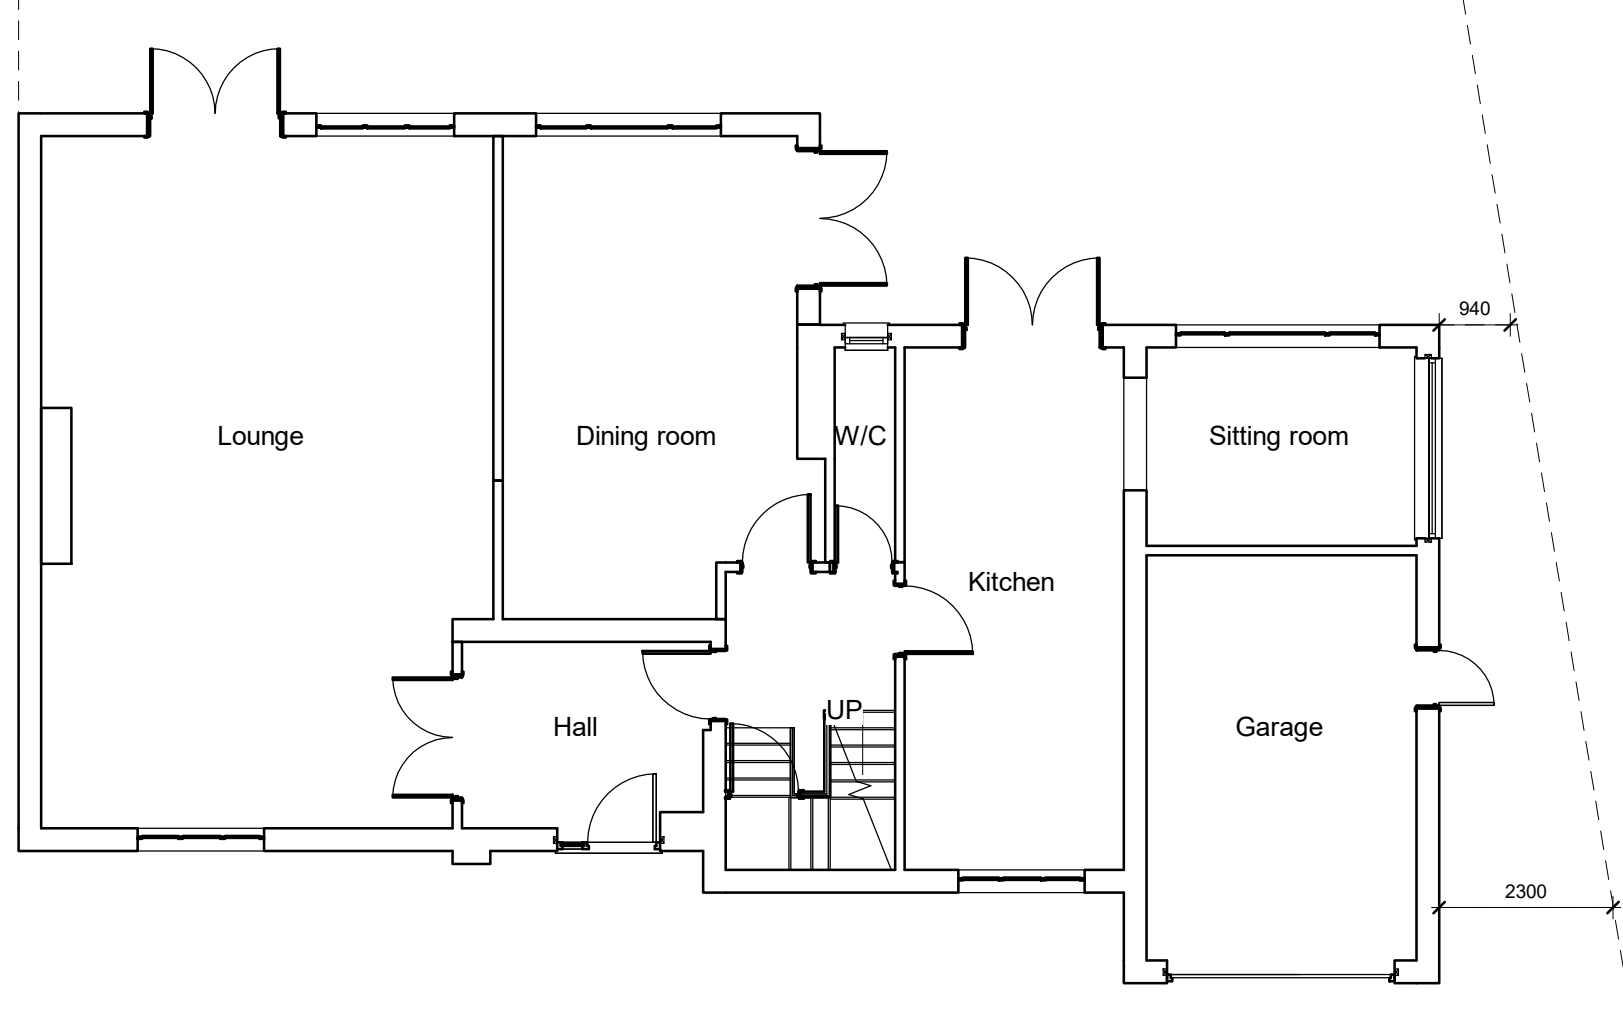 940
Lounge
Dining room
W/C
Sitting room
Kitchen
UP
Hall
Garage
2300